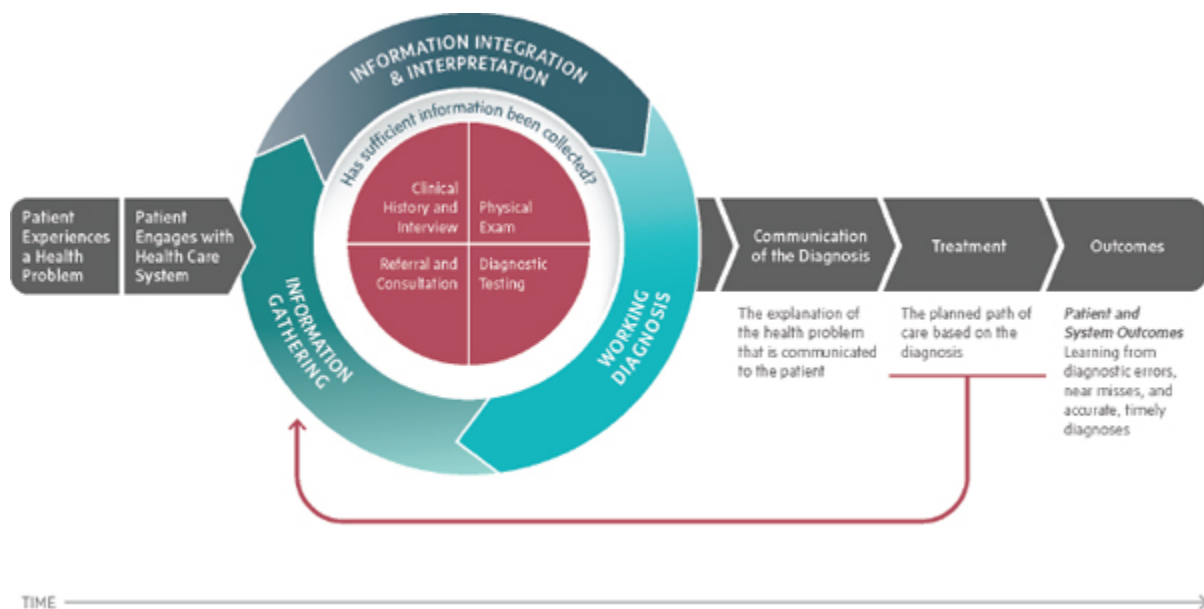 INFORMATION INTEGRATION
& INTERPRETATION
Has sufficient information been collected?
Clinical
History and
Interview
Physical
Exam
Referral and
Consultation
Diagnostic
Testing
INFORMATION
GATHERING
WORKING
DIAGNOSIS
Patient
Experiences
a Health
Problem
Patient
Engages with
Health Care
System
Communication
of the Diagnosis
Treatment
Outcomes
The explanation of
the health problem
that is communicated
to the patient
The planned path of
care based on the
diagnosis
Patient and
System Outcomes
Learning from
diagnostic errors,
near misses, and
accurate, timely
diagnoses
TIME